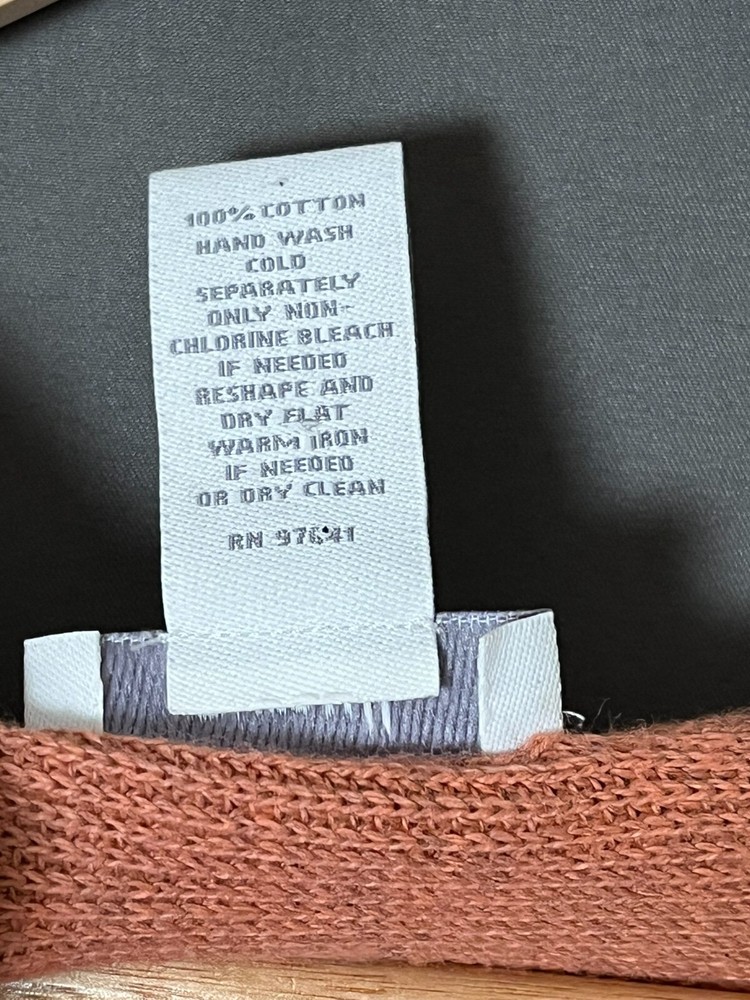 100% COTTON
HAND WASH
COLD
SEPARATELY
ONLY NON-
CHLORINE BLEACH
IF NEEDED
RESHAPE AND
DRY FLAT
WARM IRON
IF NEEDED
OR DRY CLEAN
RN 97641